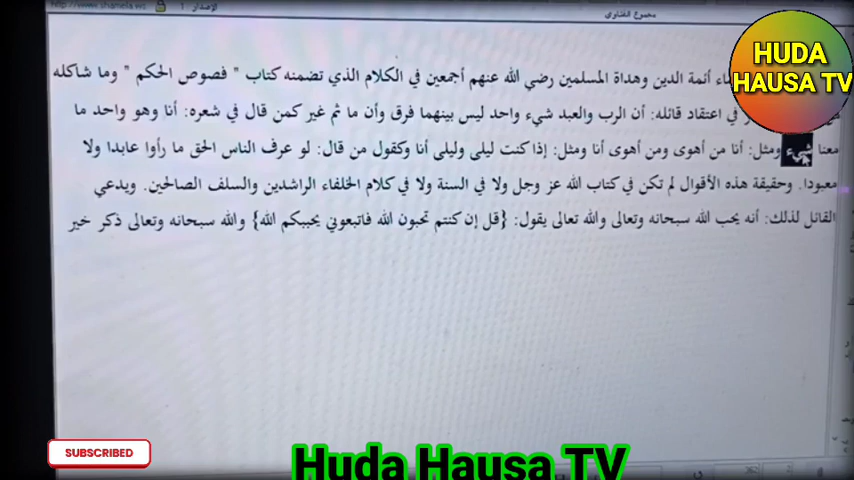 http://www.shamela.ws
الإصدار 1
مجموع الفتاوى
HUDA
HAUSA TV
أئمة الدين وهداة المسلمين رضي الله عنهم أجمعين في الكلام الذي تضمنه كتاب " فصوص الحكم " وما شاكله
في اعتقاد قائله: أن الرب والعبد شيء واحد ليس بينهما فرق وأن ما ثم غير كمن قال في شعره: أنا وهو واحد ما
معنا شيء ومثل: أنا من أهوى ومن أهوى أنا ومثل: إذا كنت ليلى وليلى أنا وكقول من قال: لو عرف الناس الحق ما رأوا عابدا ولا
معبودا. وحقيقة هذه الأقوال لم تكن في كتاب الله عز وجل ولا في السنة ولا في كلام الخلفاء الراشدين والسلف الصالحين. ويدعي
القائل لذلك: أنه يحب الله سبحانه وتعالى والله تعالى يقول: {قل إن كنتم تحبون الله فاتبعوني يحببكم الله} والله سبحانه وتعالى ذكر خير
SUBSCRIBED
Huda Hausa TV